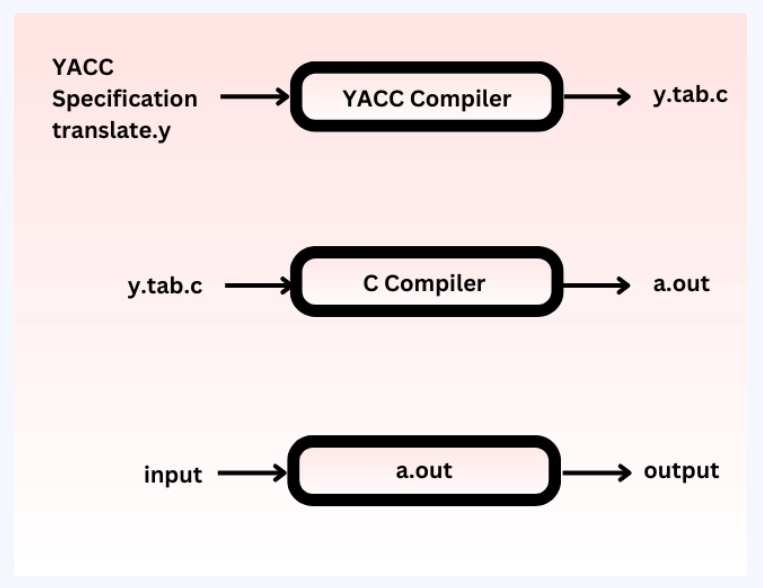 YACC
Specification
translate.y
YACC Compiler
y.tab.c
y.tab.c
C Compiler
a.out
input
a.out
output